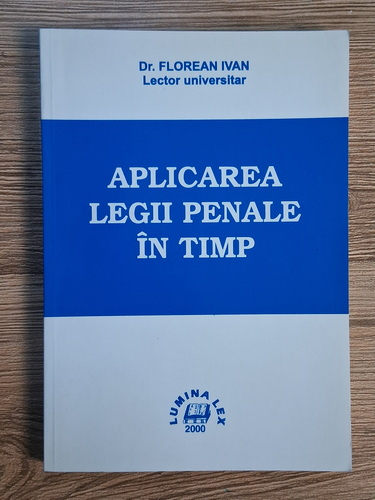 Dr. FLOREAN IVAN
Lector universitar
APLICAREA
LEGII PENALE
ÎN TIMP
LUMINA LEX
2000